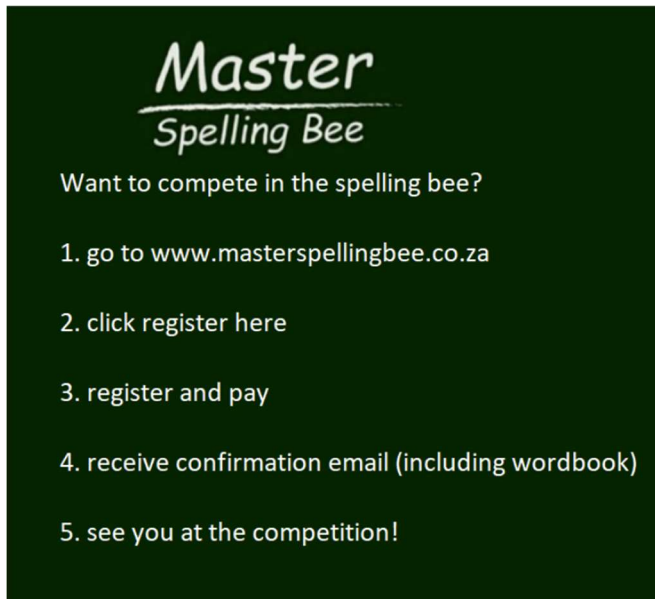 Master
Spelling Bee
Want to compete in the spelling bee?
1. go to www.masterspellingbee.co.za
2. click register here
3. register and pay
4. receive confirmation email (including wordbook)
5. see you at the competition!